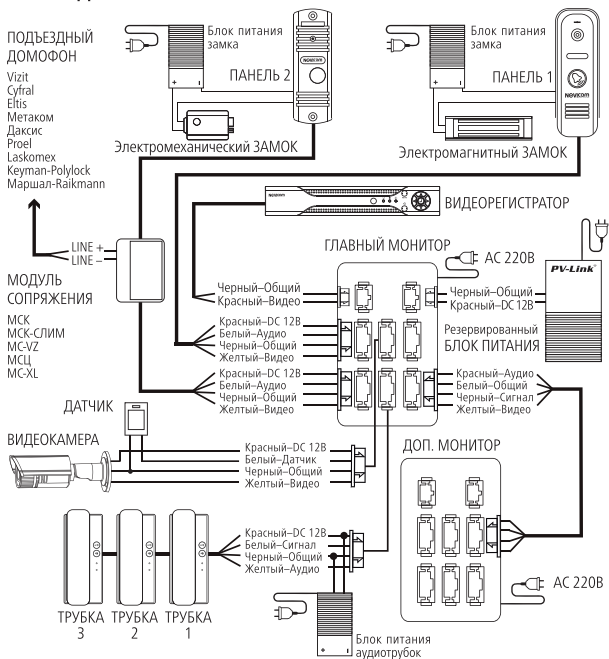 ПОДЪЕЗДНЫЙ
ДОМОФОН
Vizit
Cyfral
Eltis
Метаком
Даксис
Proel
Laskomex
Keyman-Polylock
Маршал-Raikmann
Блок питания
замка
+ –
NOVIcom
ПАНЕЛЬ 2
Электромеханический ЗАМОК
Блок питания
замка
+ –
ПАНЕЛЬ 1
NOVIcom
Электромагнитный ЗАМОК
ВИДЕОРЕГИСТРАТОР
LINE +
LINE –
МОДУЛЬ
СОПРЯЖЕНИЯ
МСК
МСК-СЛИМ
МС-VZ
МСЦ
МС-XL
ГЛАВНЫЙ МОНИТОР
AC 220В
PV-Link®
Резервированный
БЛОК ПИТАНИЯ
Черный–Общий
Красный–Видео
Черный–Общий
Красный–DC 12В
Красный–DC 12В
Белый–Аудио
Черный–Общий
Желтый–Видео
Красный–DC 12В
Белый–Аудио
Черный–Общий
Желтый–Видео
Красный–Аудио
Белый–Общий
Черный–Сигнал
Желтый–Видео
ДАТЧИК
ВИДЕОКАМЕРА
Красный–DC 12В
Белый–Датчик
Черный–Общий
Желтый–Видео
ДОП. МОНИТОР
AC 220В
Красный–DC 12В
Белый–Сигнал
Черный–Общий
Желтый–Аудио
ТРУБКА
3
ТРУБКА
2
ТРУБКА
1
+ –
Блок питания
аудиотрубок